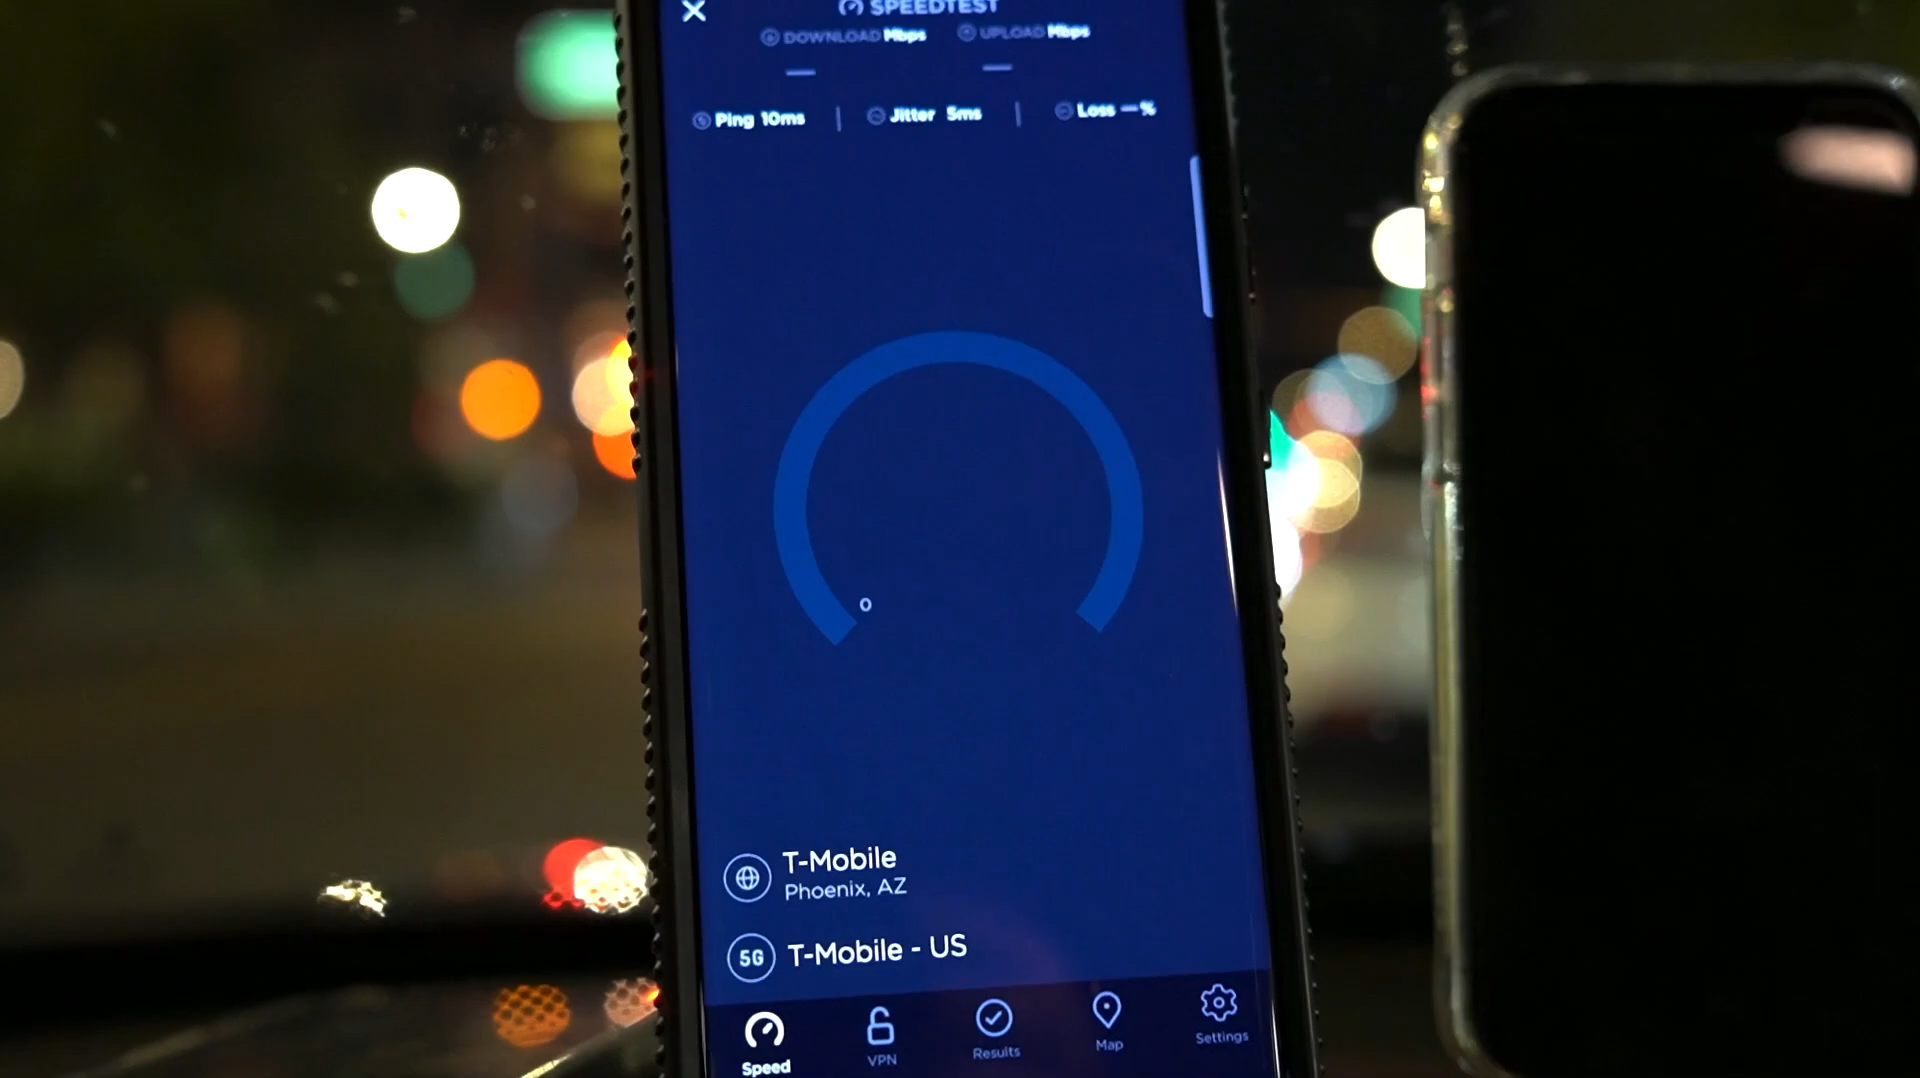 SPEEDTEST
DOWNLOAD Mbps UPLOAD Mbps
— —
Ping 10ms | Jitter 5ms | Loss —%
0
T-Mobile
Phoenix, AZ
5G T-Mobile - US
Speed VPN Results Map Settings